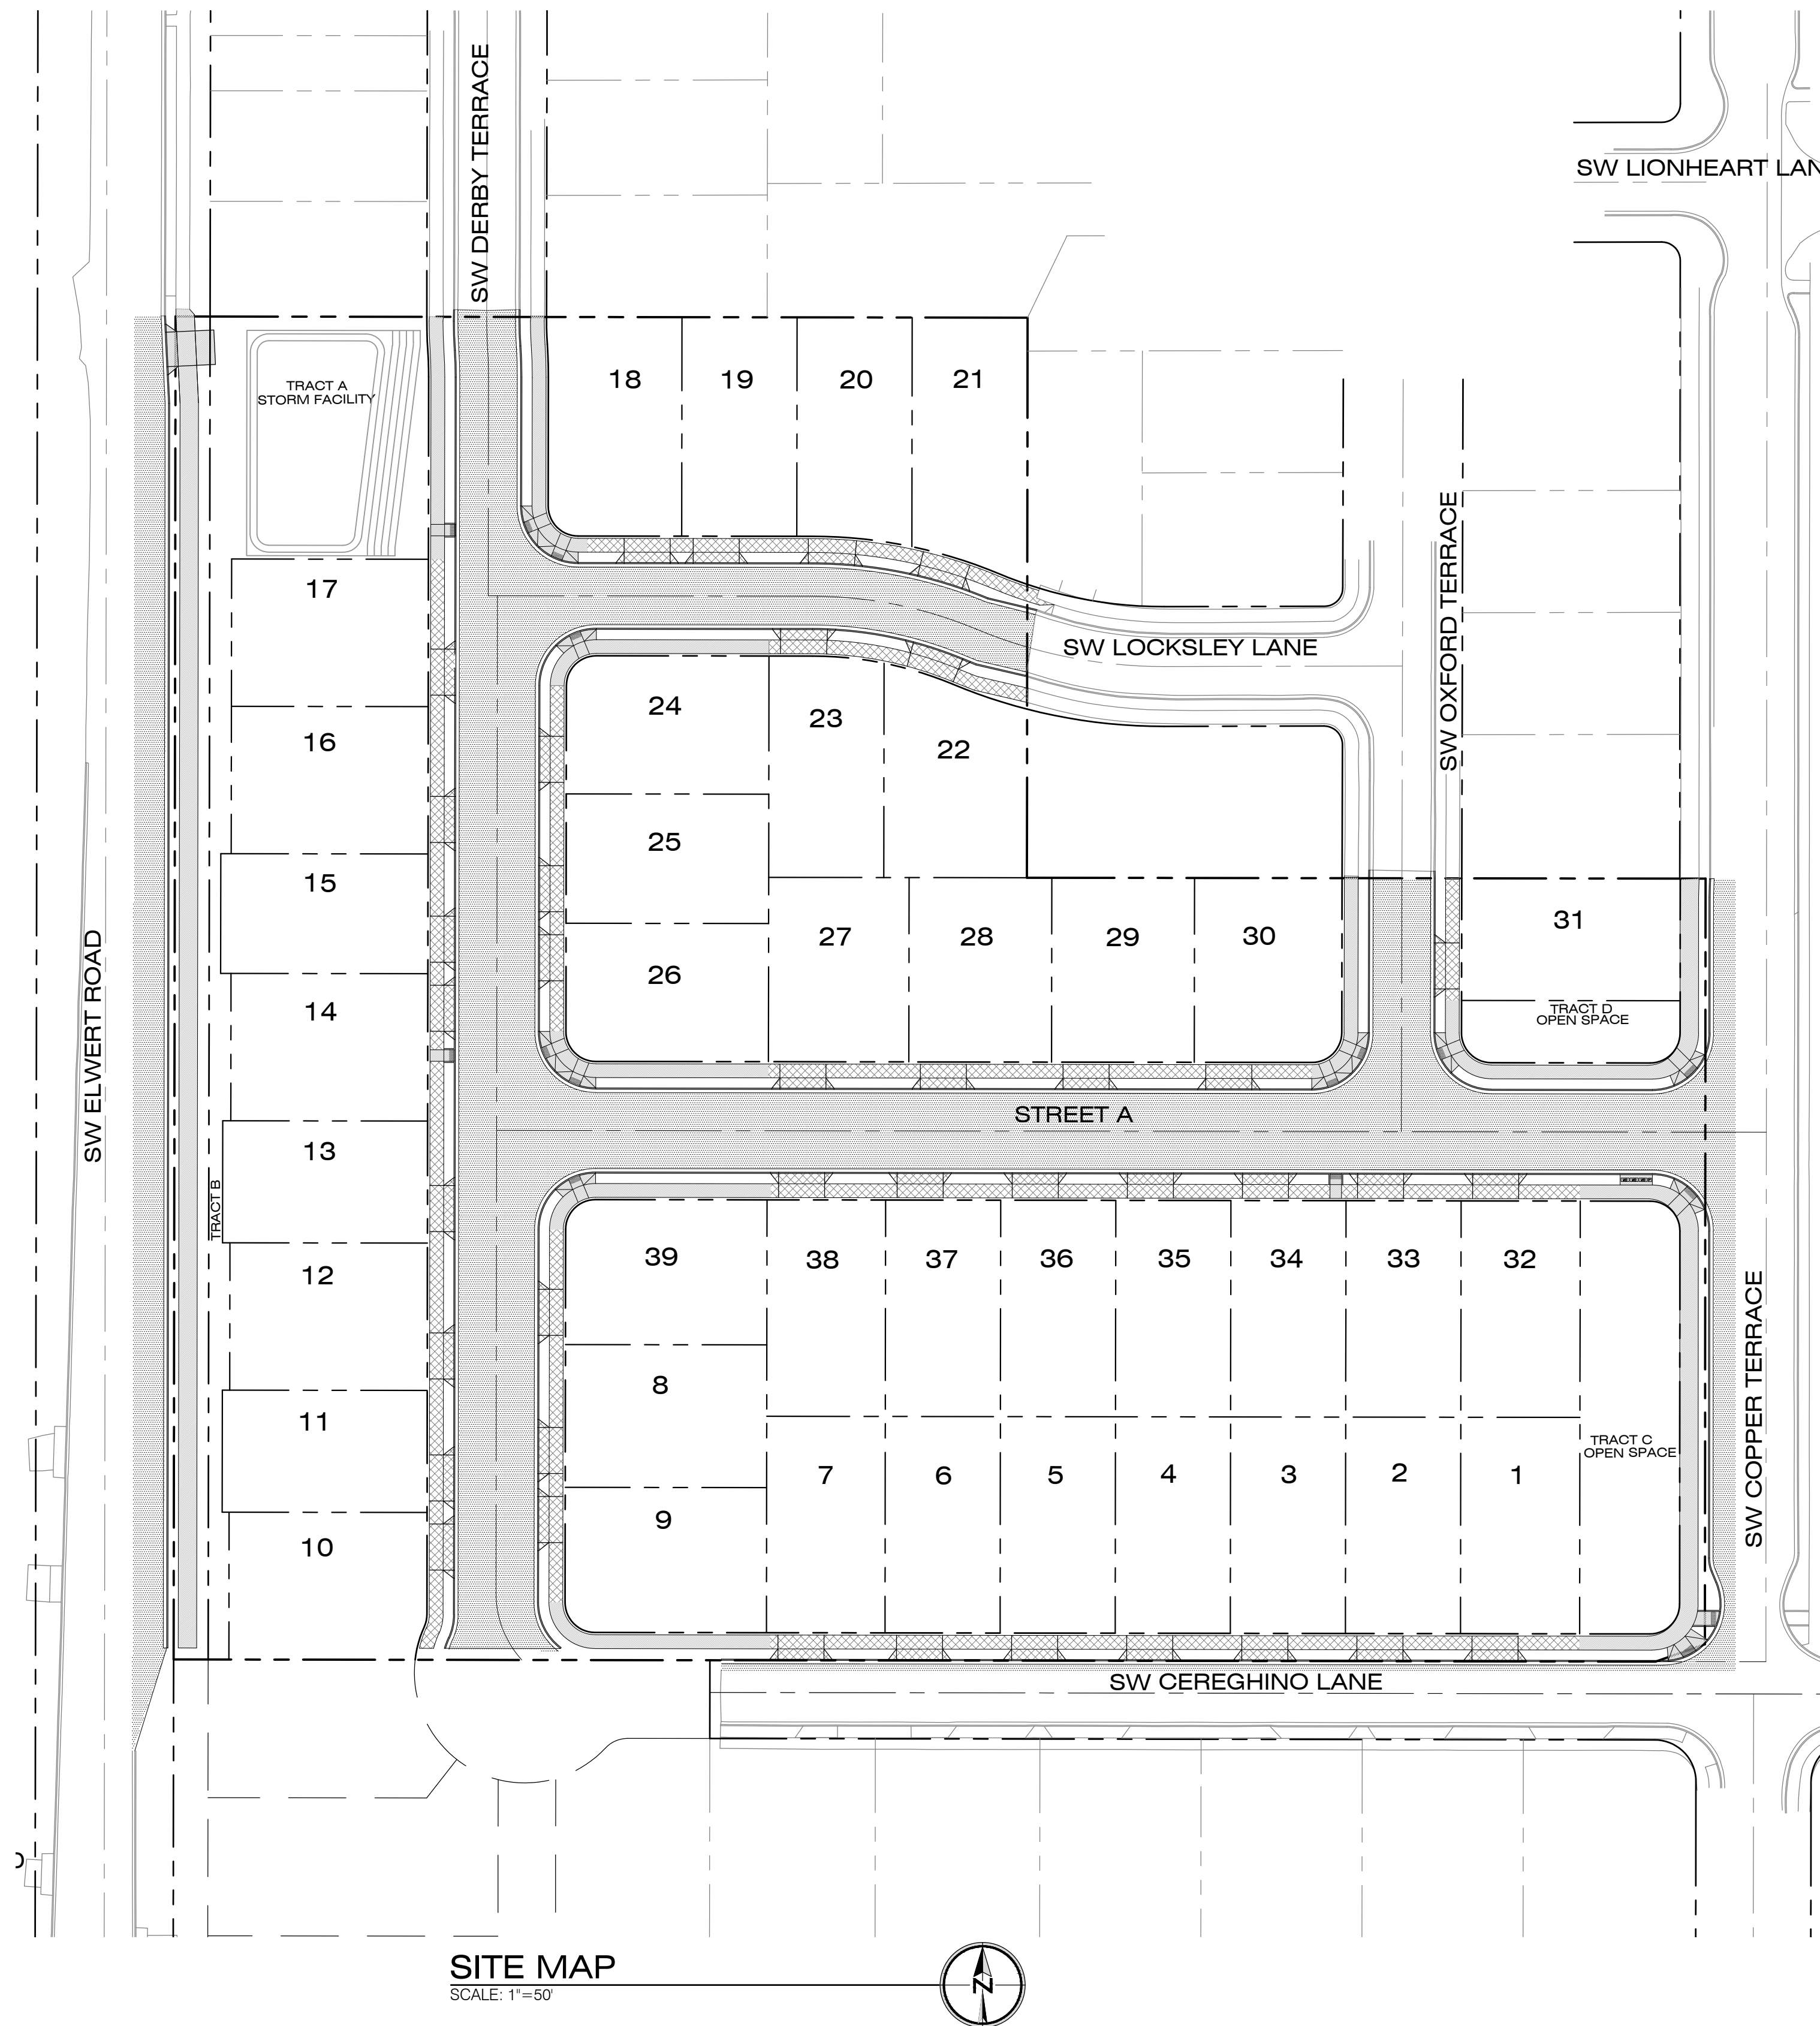 SW DERBY TERRACE
SW LIONHEART LAN
TRACT A
STORM FACILITY
18
19
20
21
17
SW OXFORD TERRACE
SW LOCKSLEY LANE
24
23
22
16
25
15
31
27
28
29
30
26
14
TRACT D
OPEN SPACE
SW ELWERT ROAD
STREET A
13
TRACT B
12
39
38
37
36
35
34
33
32
SW COPPER TERRACE
8
11
TRACT C
OPEN SPACE
7
6
5
4
3
2
1
9
10
SW CEREGHINO LANE
SITE MAP
SCALE: 1"=50'
N